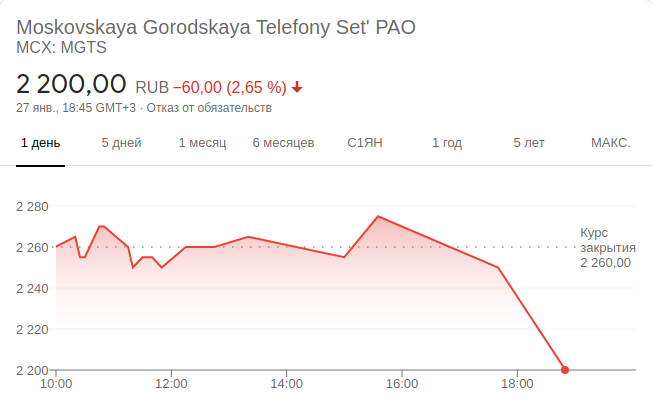 Moskovskaya Gorodskaya Telefony Set' PAO
MCX: MGTS
2 200,00 RUB −60,00 (2,65 %)
27 янв., 18:45 GMT+3 · Отказ от обязательств
1 день 5 дней 1 месяц 6 месяцев С1ЯН 1 год 5 лет МАКС.
2 280
2 260
2 240
2 220
2 200
Курс
закрытия
2 260,00
10:00 12:00 14:00 16:00 18:00